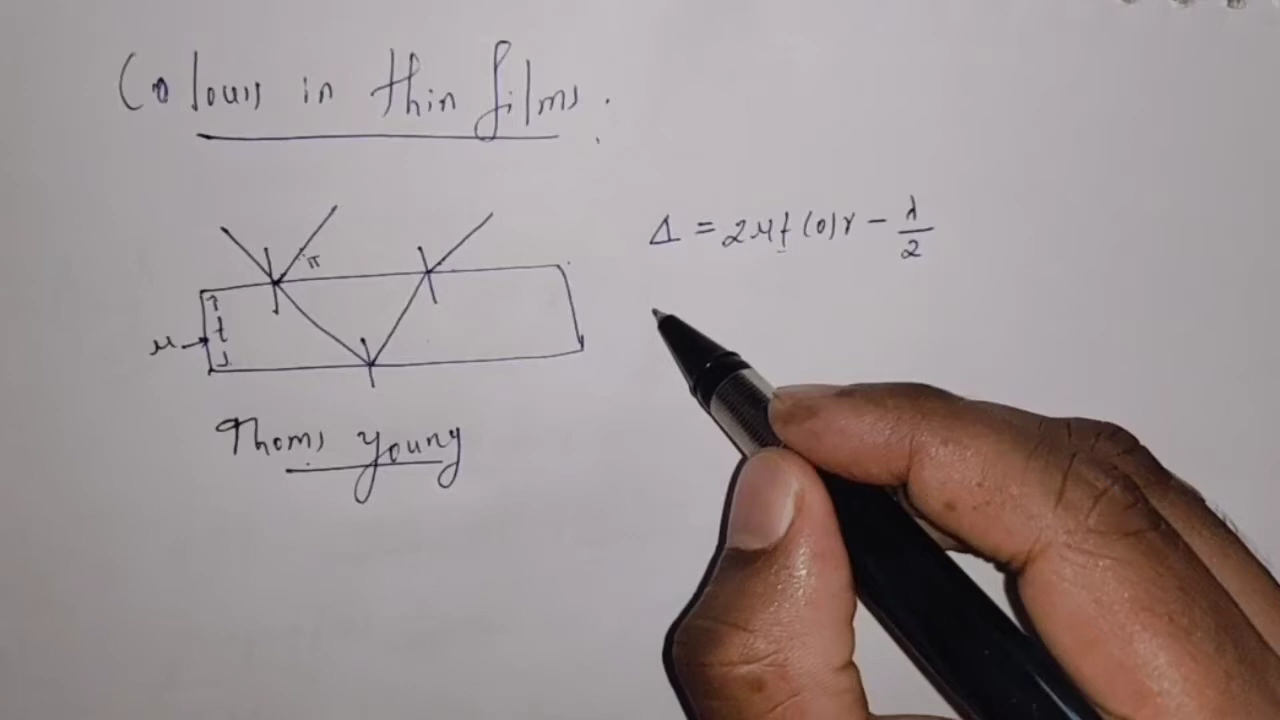 Colours in thin films.
Δ = 2μt cos r - λ/2
π
t
μ
Thoms young